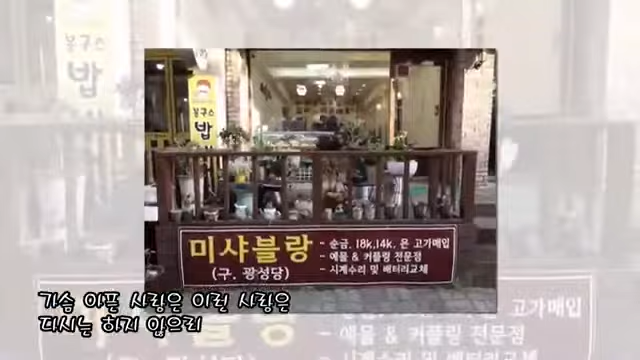 봉구스
밥
미샤블랑
(구. 광성당)
- 순금, 18k,14k, 은 고가매입
- 예물 & 커플링 전문점
- 시계수리 및 배터리교체
가슴 아픈 사랑은 이런 사랑은
다시는 하지 않으리